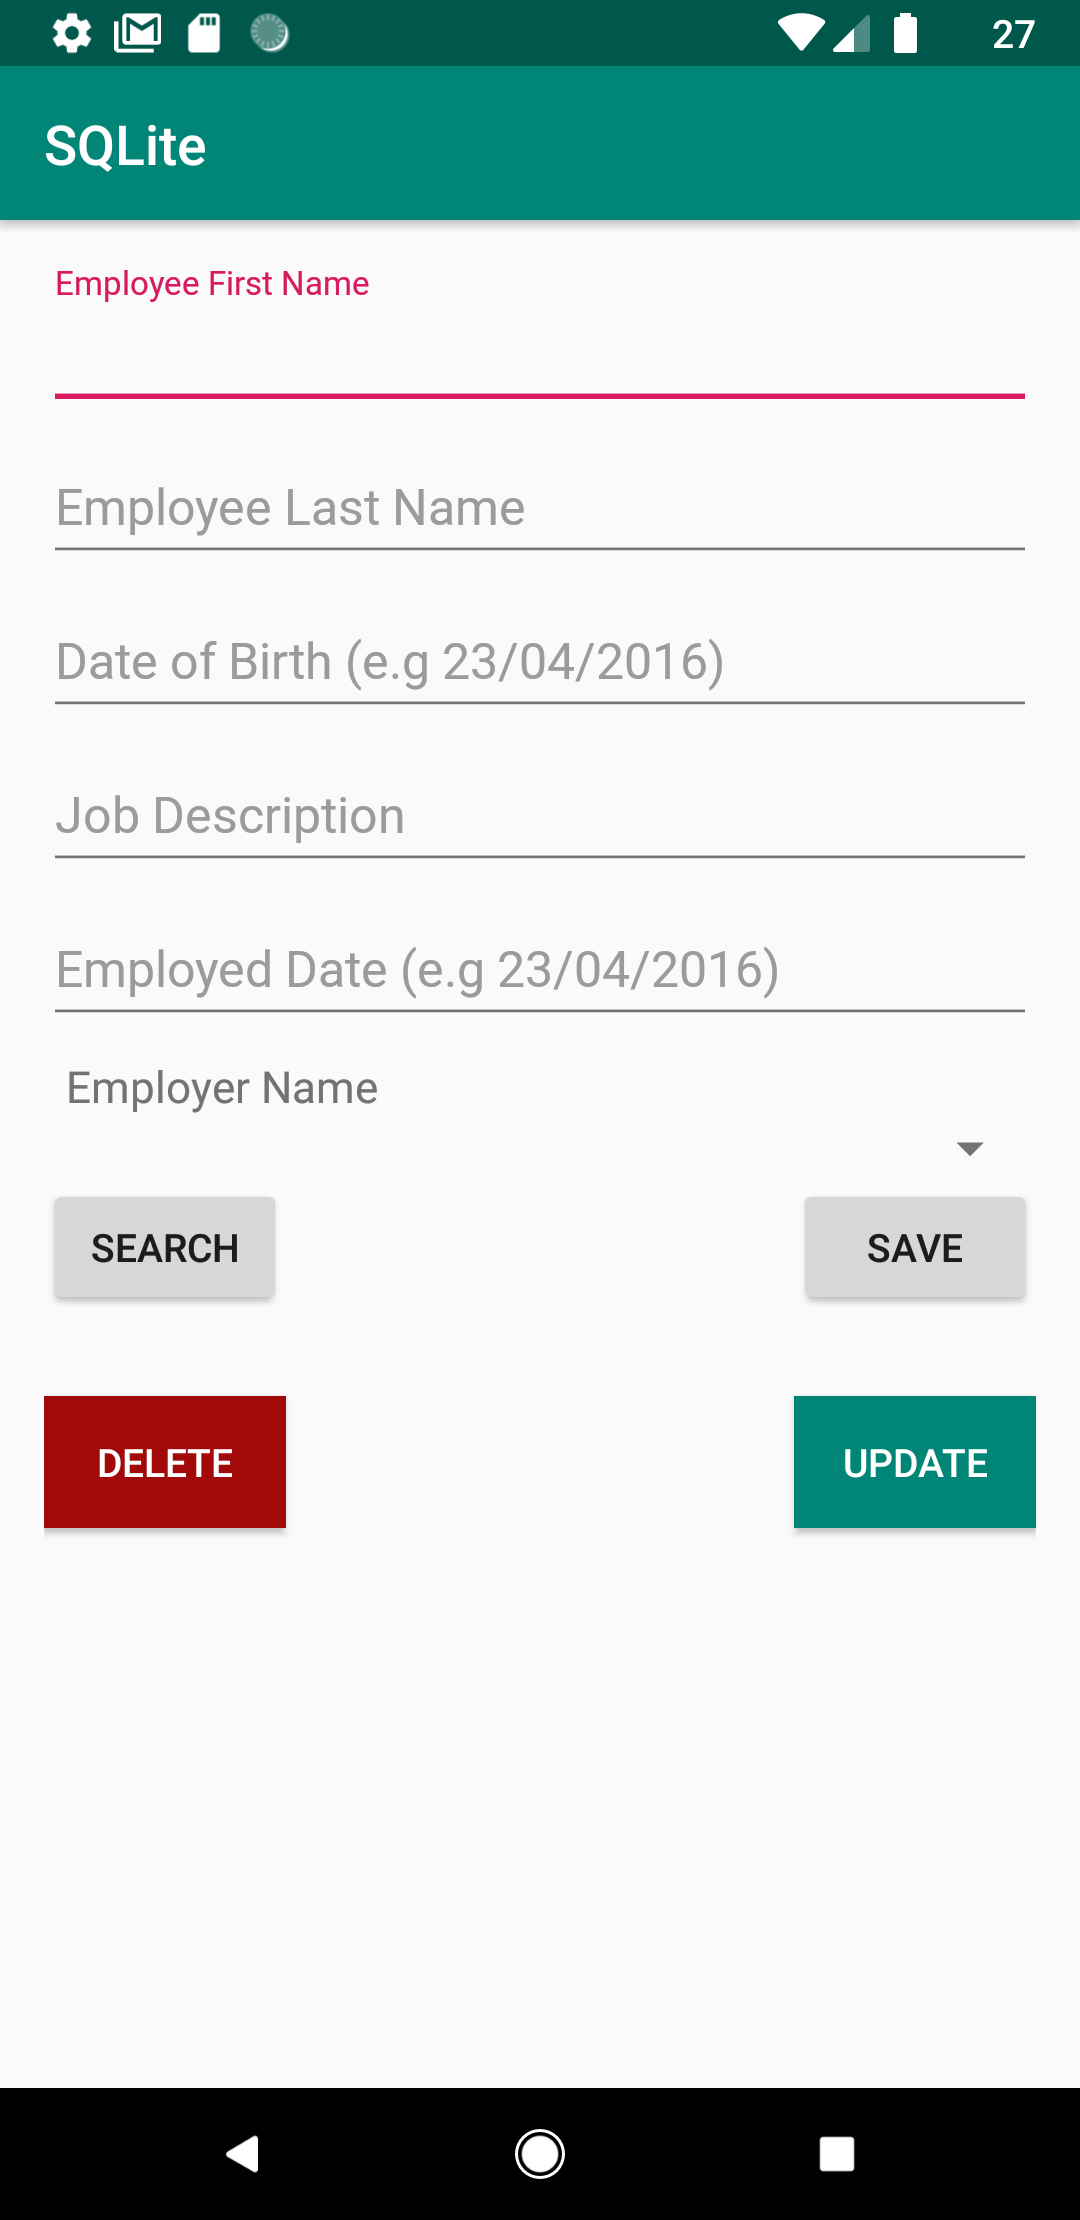 27
SQLite
Employee First Name
Employee Last Name
Date of Birth (e.g 23/04/2016)
Job Description
Employed Date (e.g 23/04/2016)
Employer Name
SEARCH SAVE
DELETE UPDATE